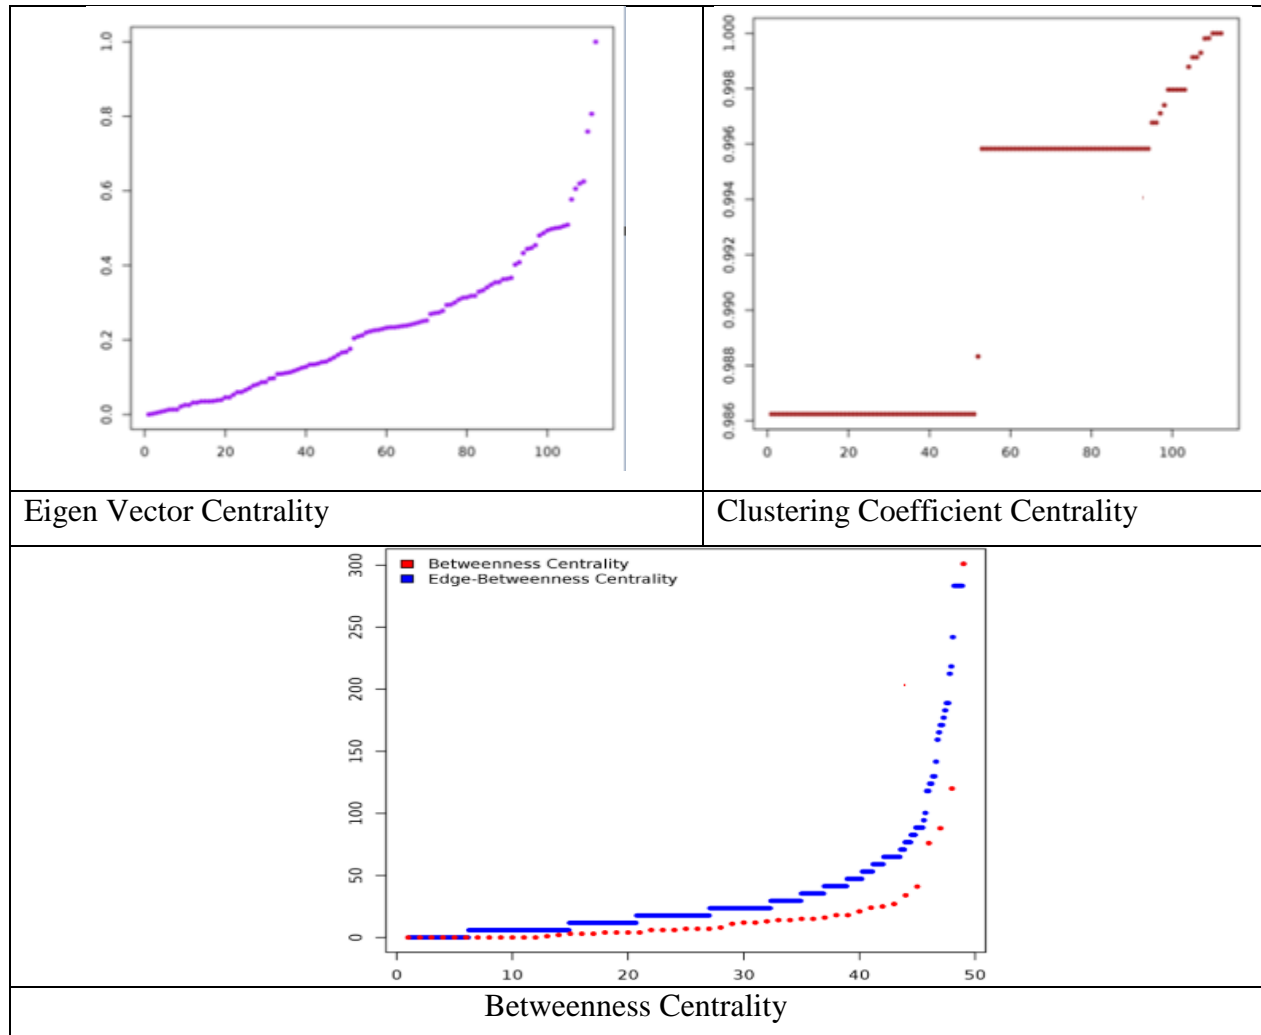 0.0 0.2 0.4 0.6 0.8 1.0
0 20 40 60 80 100
0.986 0.988 0.990 0.992 0.994 0.996 0.998 1.000
0 20 40 60 80 100
Eigen Vector Centrality
Clustering Coefficient Centrality
Betweenness Centrality
Edge-Betweenness Centrality
0 50 100 150 200 250 300
0 10 20 30 40 50
Betweenness Centrality